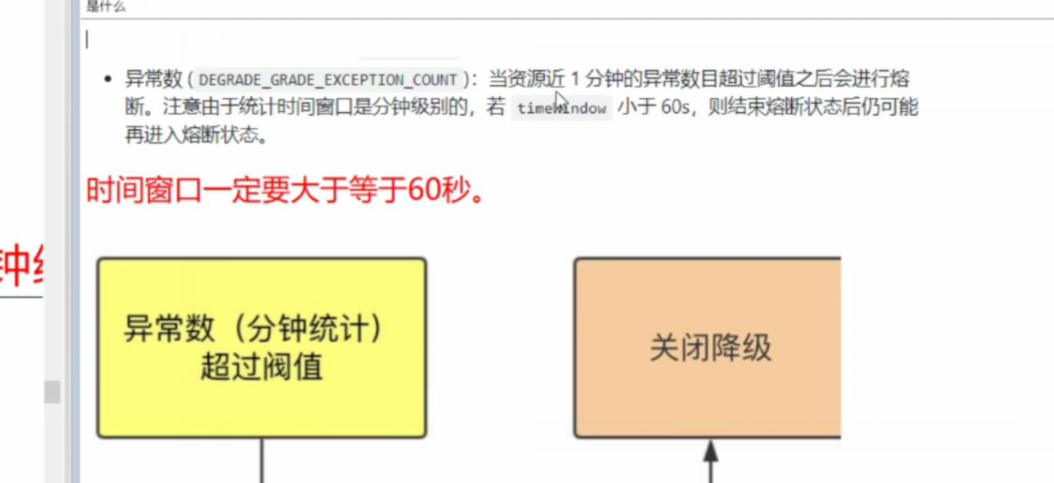 是什么
• 异常数 (DEGRADE_GRADE_EXCEPTION_COUNT)：当资源近 1 分钟的异常数目超过阈值之后会进行熔
断。注意由于统计时间窗口是分钟级别的，若 timeWindow 小于 60s，则结束熔断状态后仍可能
再进入熔断状态。
时间窗口一定要大于等于60秒。
钟
异常数（分钟统计）
超过阀值
关闭降级